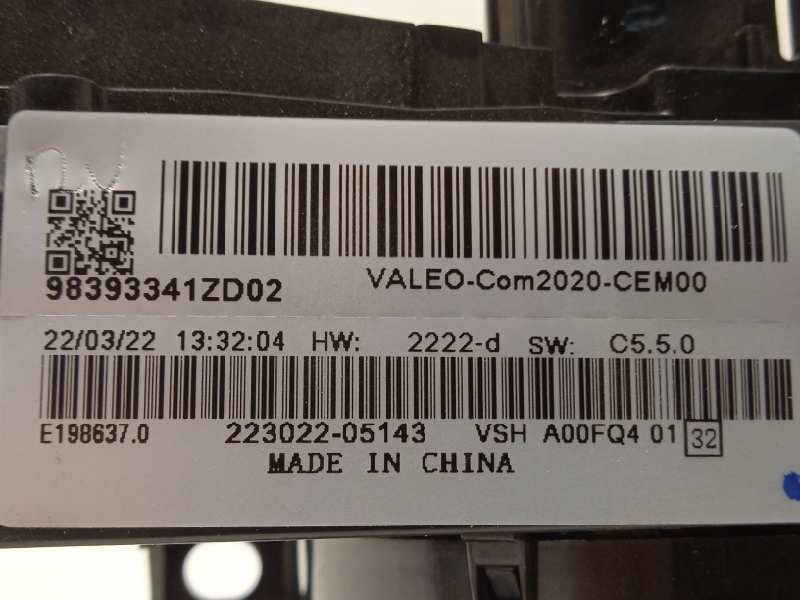 98393341ZD02 VALEO-Com2020-CEM00
22/03/22 13:32:04 HW: 2222-d SW: C5.5.0
E198637.0 223022-05143 VSH A00FQ4 01 32
MADE IN CHINA